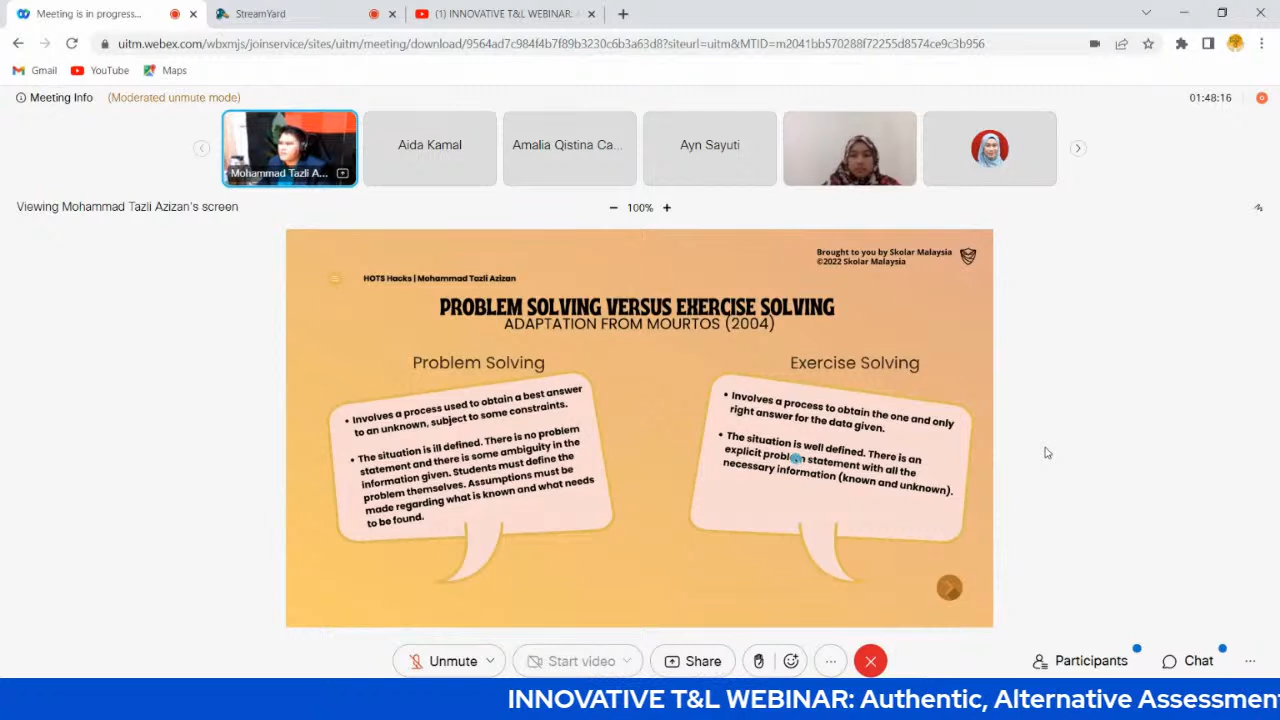 Meeting is in progress...
StreamYard
(1) INNOVATIVE T&L WEBINAR:
uitm.webex.com/wbxmjs/joinservice/sites/uitm/meeting/download/9564ad7c984f4b7f89b3230c6b3a63d8?siteurl=uitm&MTID=m2041bb570288f72255d8574ce9c3b956
Gmail
YouTube
Maps
Meeting Info
(Moderated unmute mode)
01:48:16
Mohammad Tazli A...
Aida Kamal
Amalia Qistina Ca...
Ayn Sayuti
Viewing Mohammad Tazli Azizan's screen
− 100% +
Brought to you by Skolar Malaysia
©2022 Skolar Malaysia
HOTS Hacks | Mohammad Tazli Azizan
PROBLEM SOLVING VERSUS EXERCISE SOLVING
ADAPTATION FROM MOURTOS (2004)
Problem Solving
• Involves a process used to obtain a best answer
to an unknown, subject to some constraints.
• The situation is ill defined. There is no problem
statement and there is some ambiguity in the
information given. Students must define the
problem themselves. Assumptions must be
made regarding what is known and what needs
to be found.
Exercise Solving
• Involves a process to obtain the one and only
right answer for the data given.
• The situation is well defined. There is an
explicit problem statement with all the
necessary information (known and unknown).
Unmute
Start video
Share
Participants
Chat
INNOVATIVE T&L WEBINAR: Authentic, Alternative Assessmen